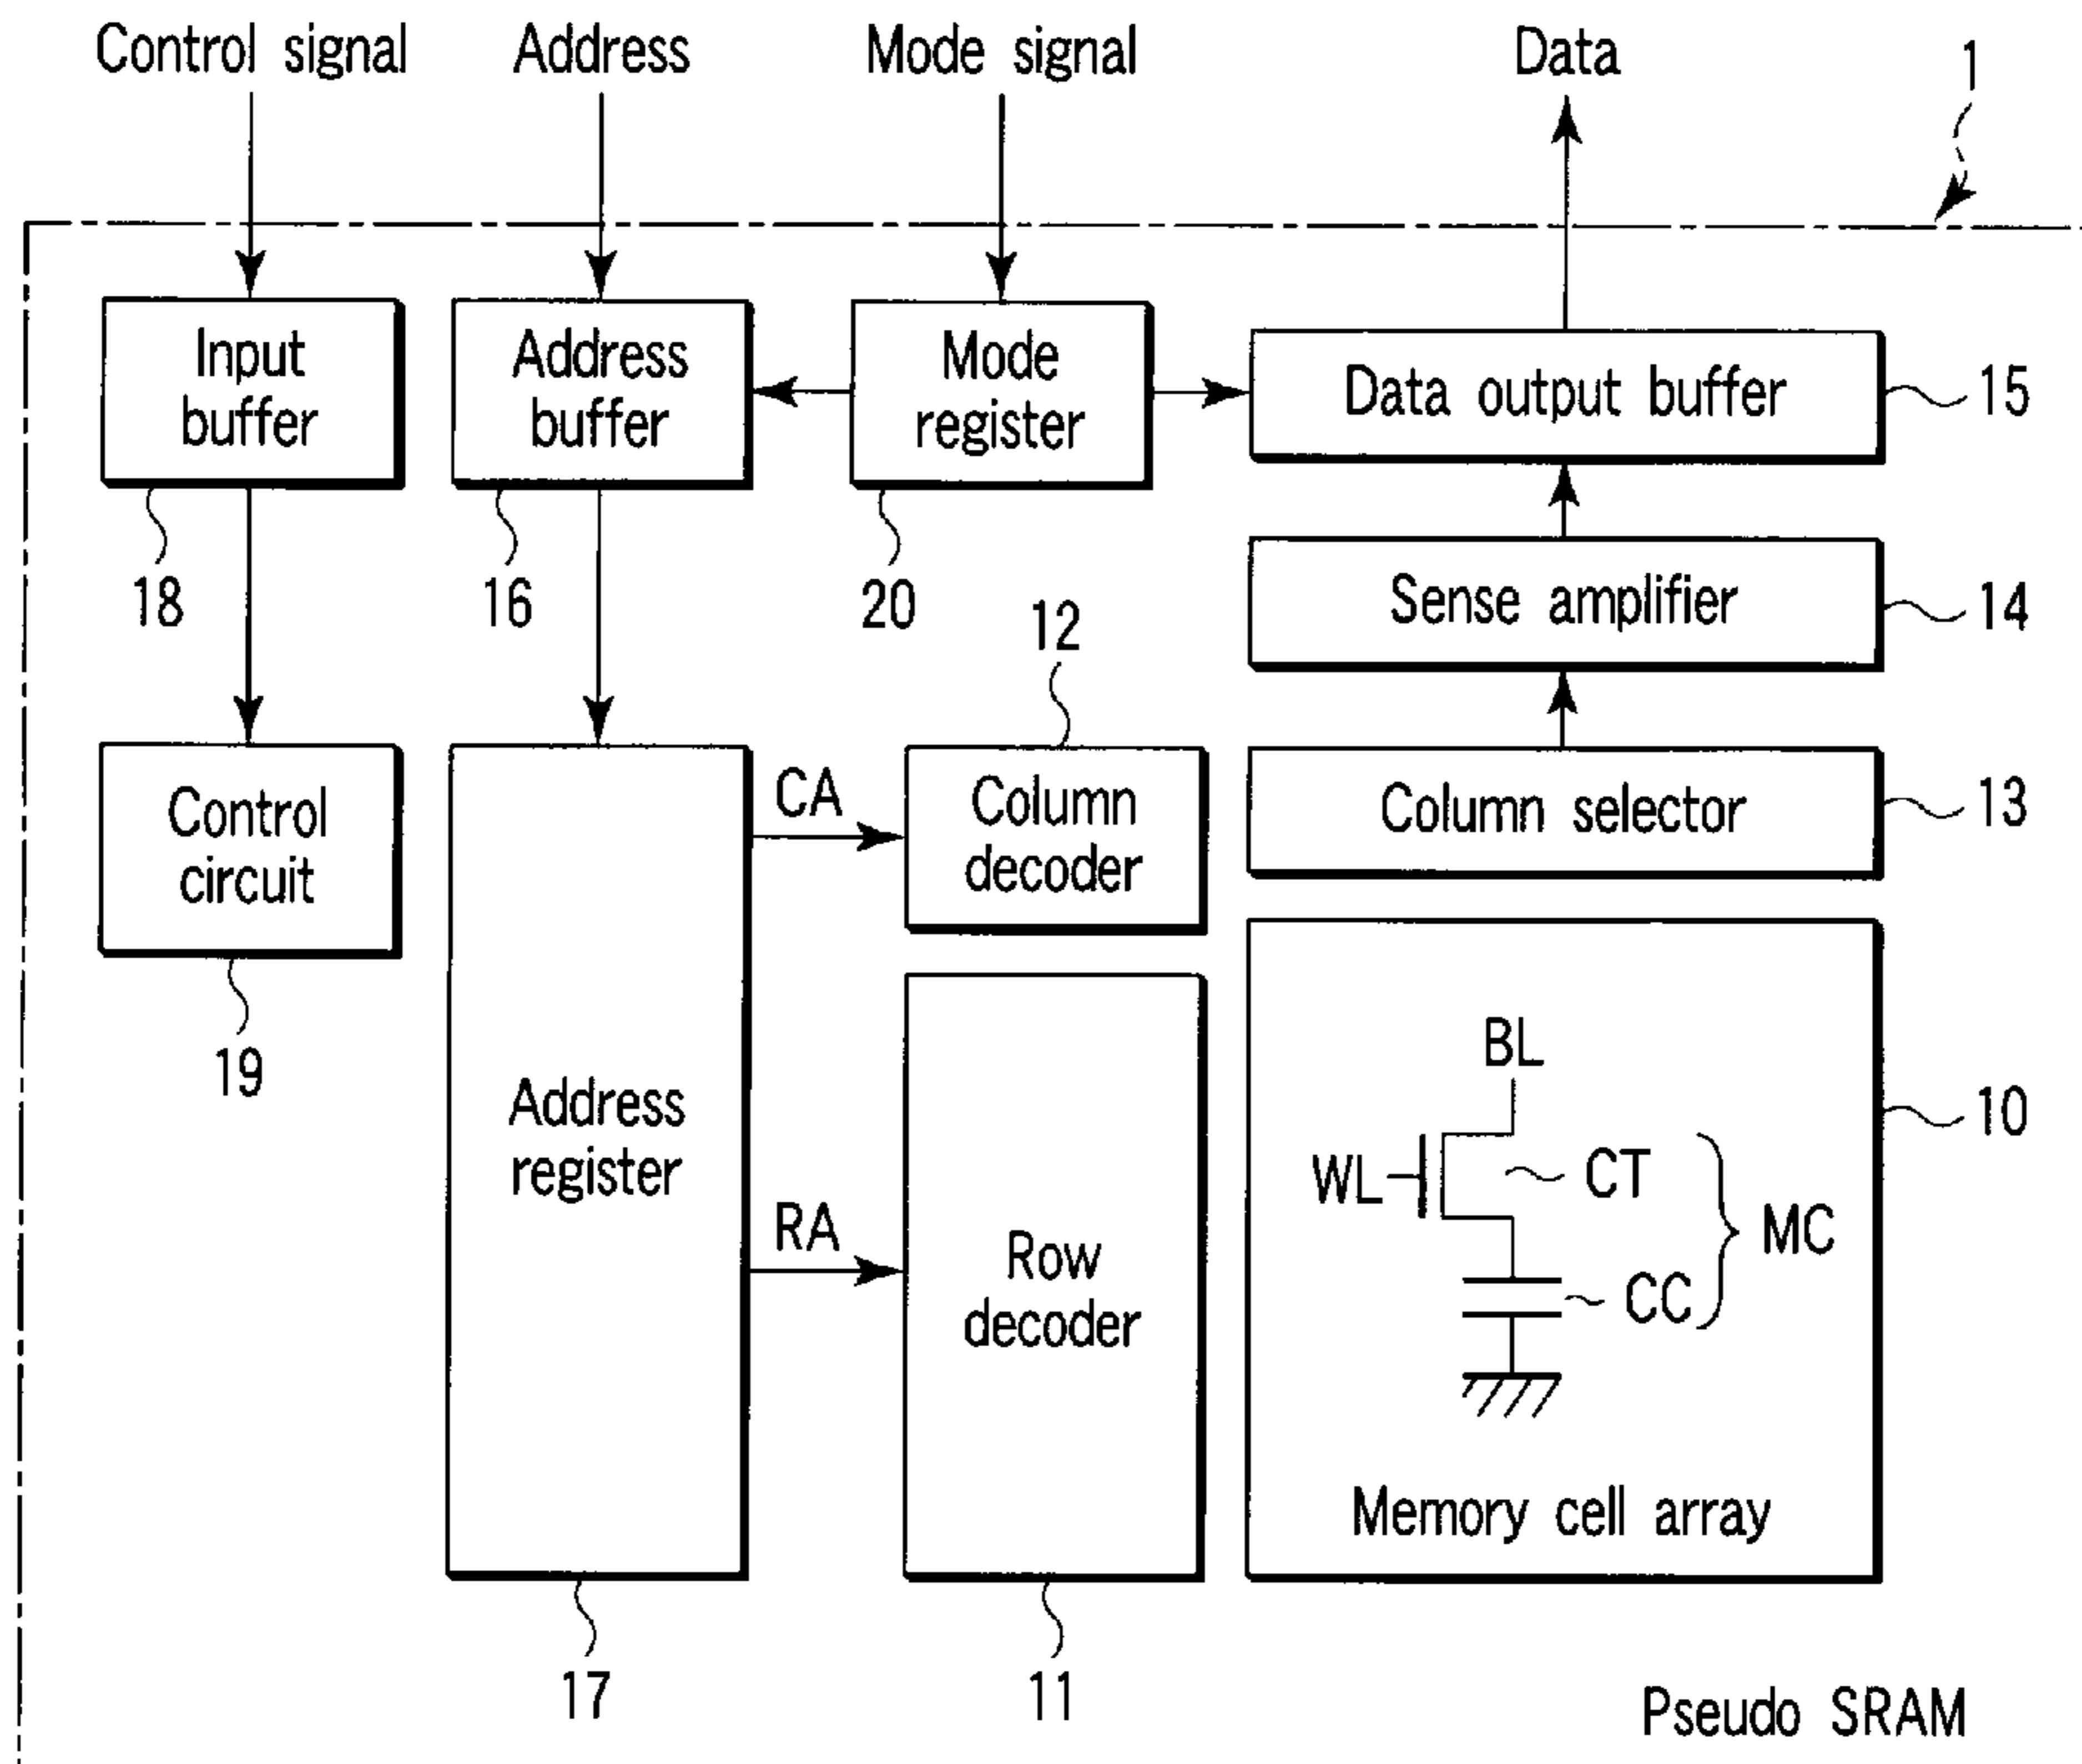 Control signal
Address
Mode signal
Data
1
Input
buffer
Address
buffer
Mode
register
Data output buffer
15
18
16
20
Sense amplifier
14
12
Control
circuit
CA
Column
decoder
Column selector
13
19
Address
register
RA
Row
decoder
BL
WL
CT
MC
CC
10
Memory cell array
17
11
Pseudo SRAM